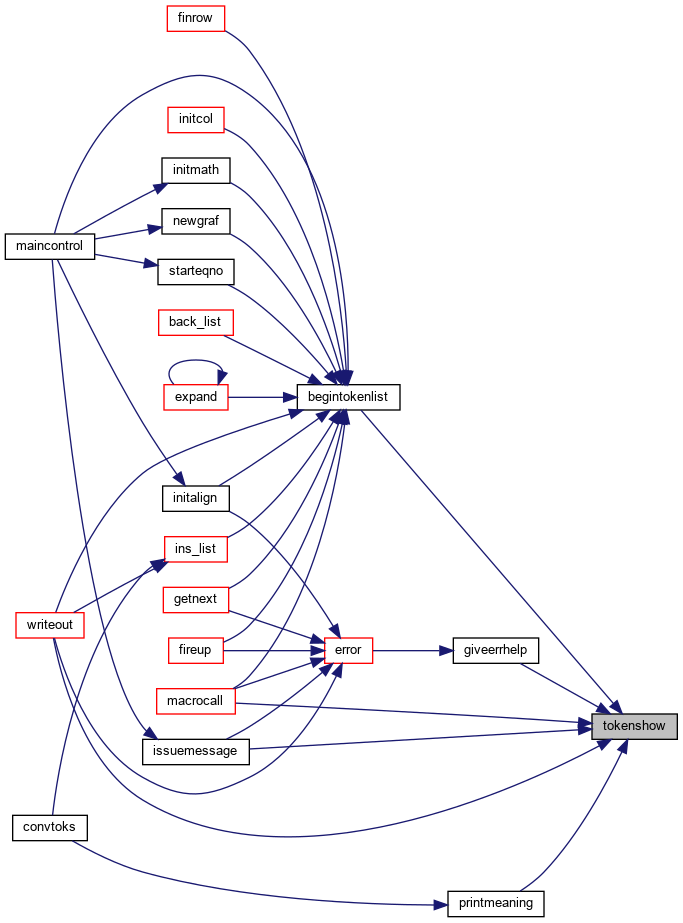 finrow
initcol
initmath
newgraf
maincontrol
starteqno
back_list
expand
begintokenlist
initalign
ins_list
getnext
writeout
fireup
error
giveerrhelp
macrocall
tokenshow
issuemessage
convtoks
printmeaning